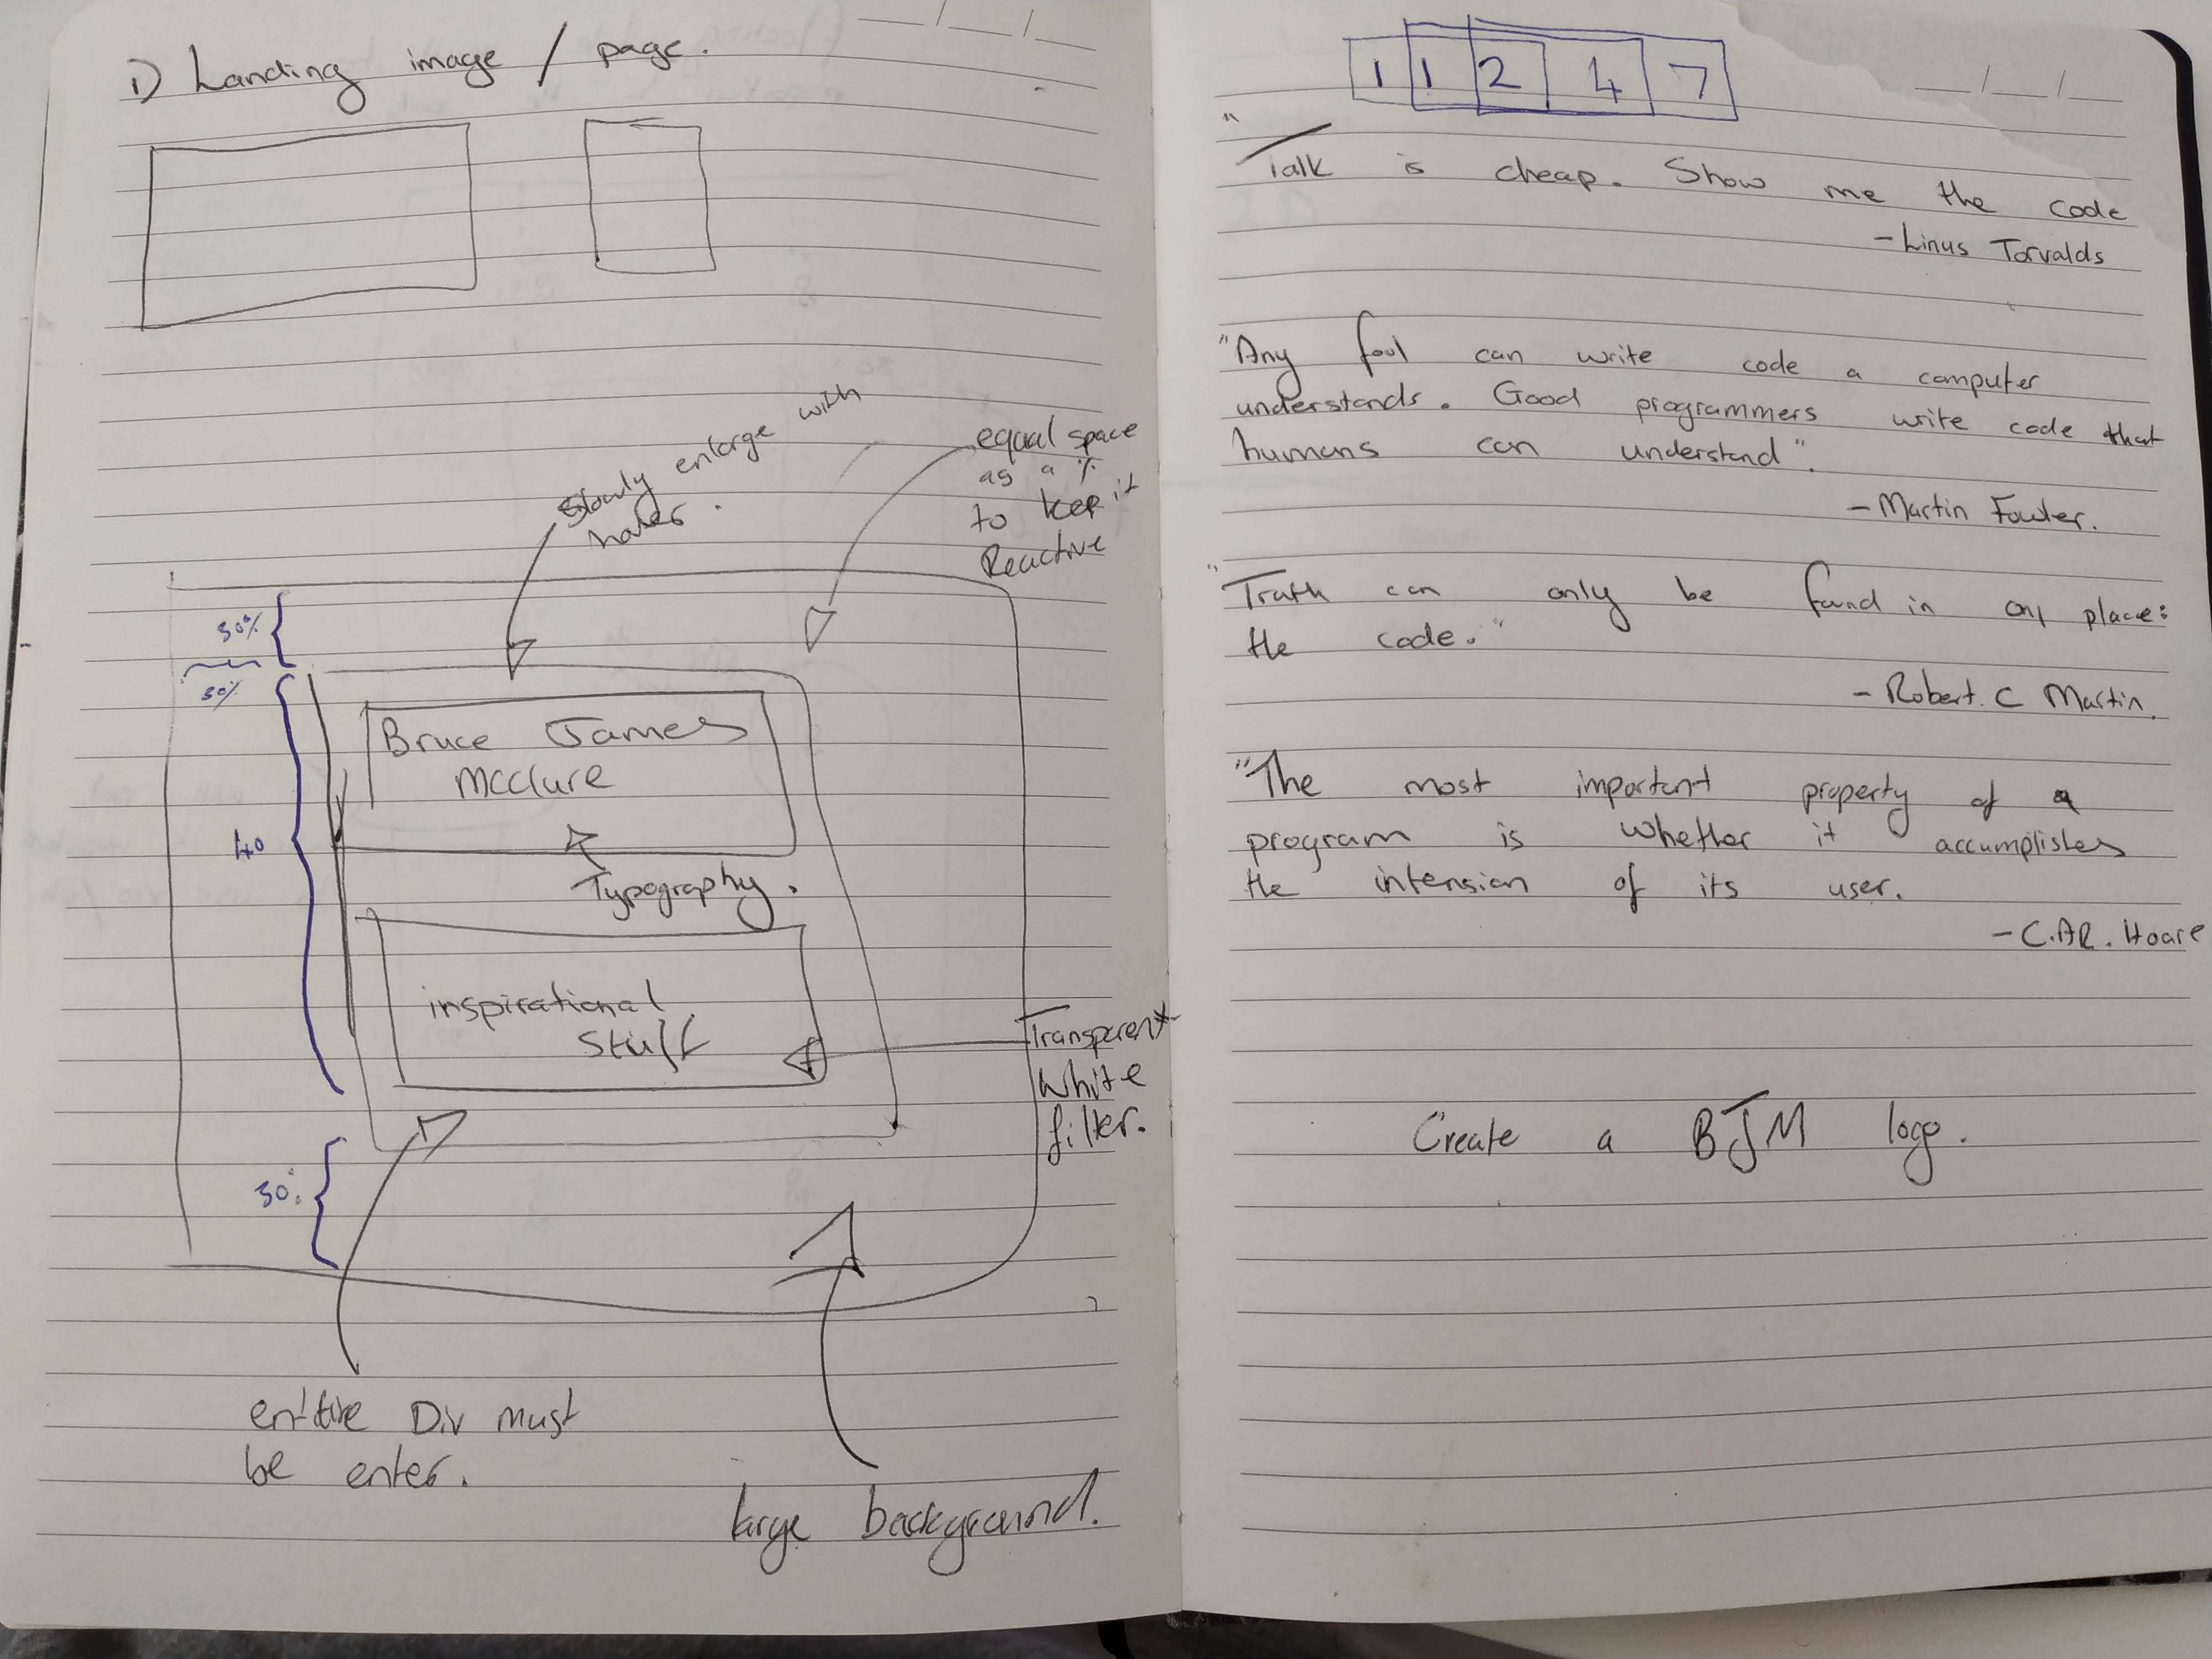 1) Landing image / page.
slowly enlarge with
hover.
equal space
as a %
to keep it
Reactive
30%
30%
Bruce James
McClure
40
Typography.
inspirational
Stuff
Transparent
White
filter.
30%
entire Div must
be enter.
large background.
1 1 2 4 7
"Talk is cheap. Show me the code
- Linus Torvalds
"Any fool can write code a computer
understands. Good programmers write code that
humans can understand".
- Martin Fowler.
"Truth can only be found in one place:
the code."
- Robert. C Martin.
"The most important property of a
program is whether it accumplishes
the intension of its user.
- C.A.R. Hoare
Create a BJM logo.